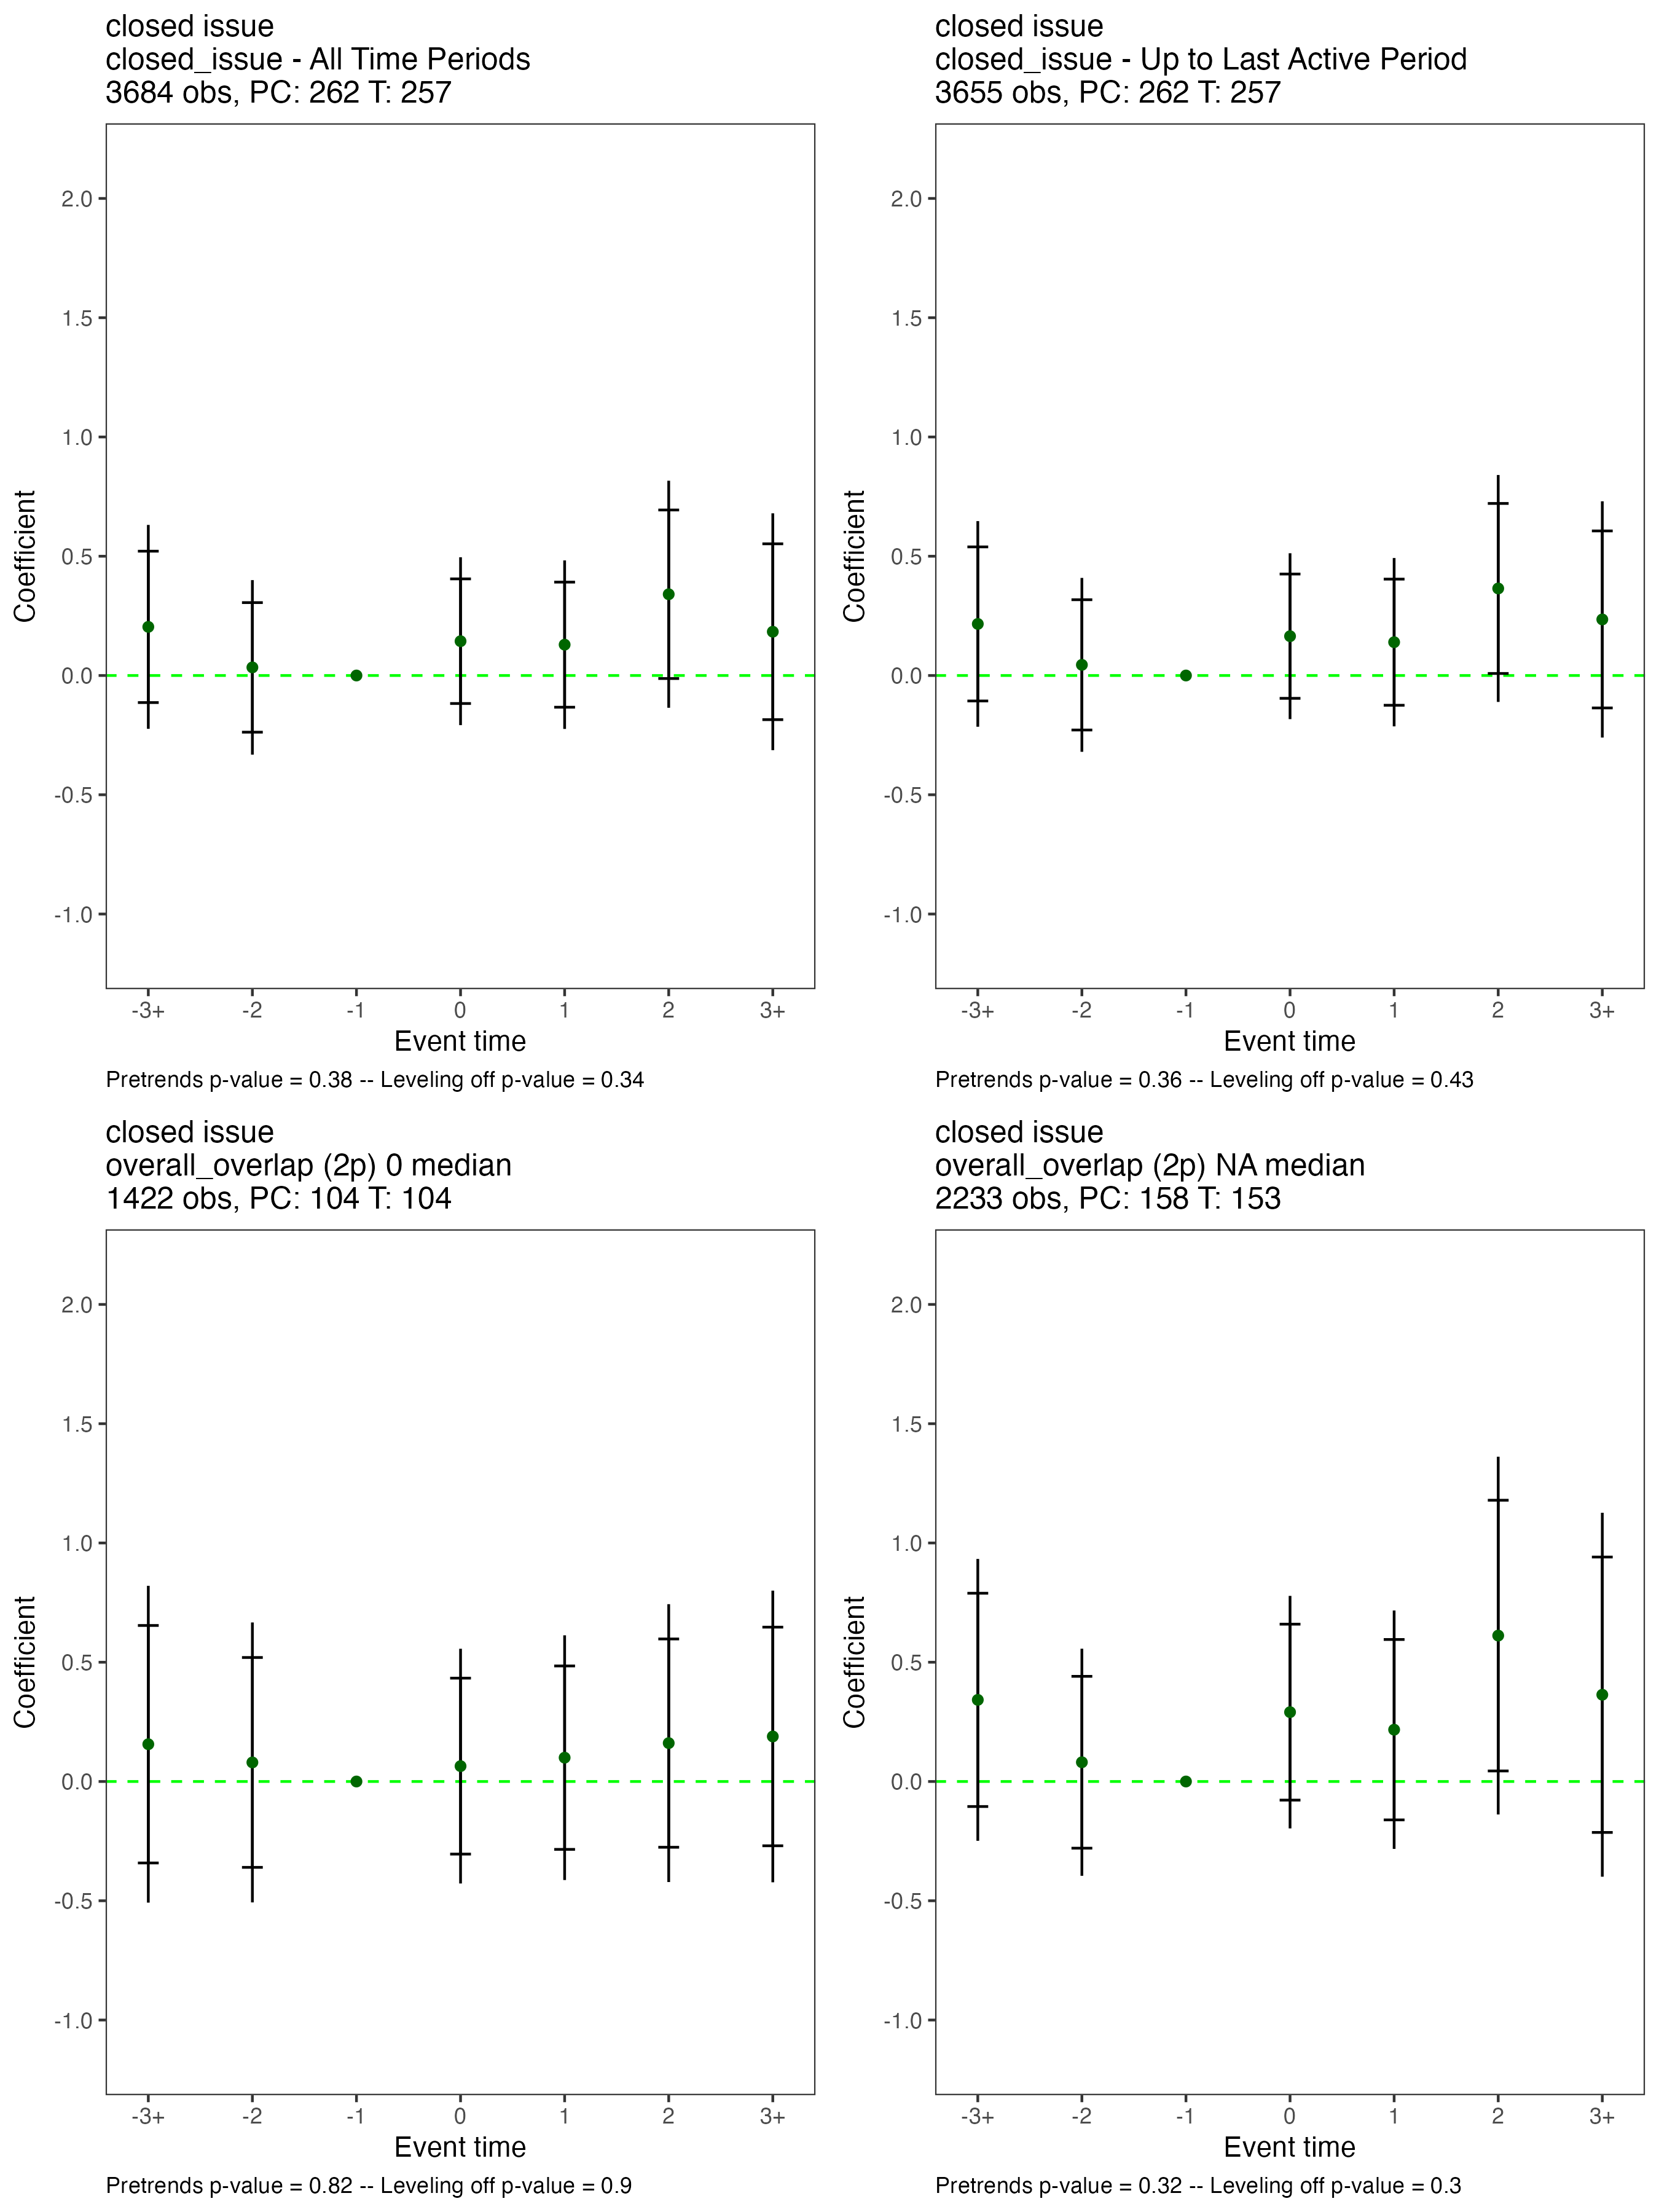 closed issue
closed_issue - All Time Periods
3684 obs, PC: 262 T: 257
2.0
1.5
1.0
0.5
0.0
-0.5
-1.0
Coefficient
-3+ -2 -1 0 1 2 3+
Event time
Pretrends p-value = 0.38 -- Leveling off p-value = 0.34
closed issue
closed_issue - Up to Last Active Period
3655 obs, PC: 262 T: 257
2.0
1.5
1.0
0.5
0.0
-0.5
-1.0
Coefficient
-3+ -2 -1 0 1 2 3+
Event time
Pretrends p-value = 0.36 -- Leveling off p-value = 0.43
closed issue
overall_overlap (2p) 0 median
1422 obs, PC: 104 T: 104
2.0
1.5
1.0
0.5
0.0
-0.5
-1.0
Coefficient
-3+ -2 -1 0 1 2 3+
Event time
Pretrends p-value = 0.82 -- Leveling off p-value = 0.9
closed issue
overall_overlap (2p) NA median
2233 obs, PC: 158 T: 153
2.0
1.5
1.0
0.5
0.0
-0.5
-1.0
Coefficient
-3+ -2 -1 0 1 2 3+
Event time
Pretrends p-value = 0.32 -- Leveling off p-value = 0.3